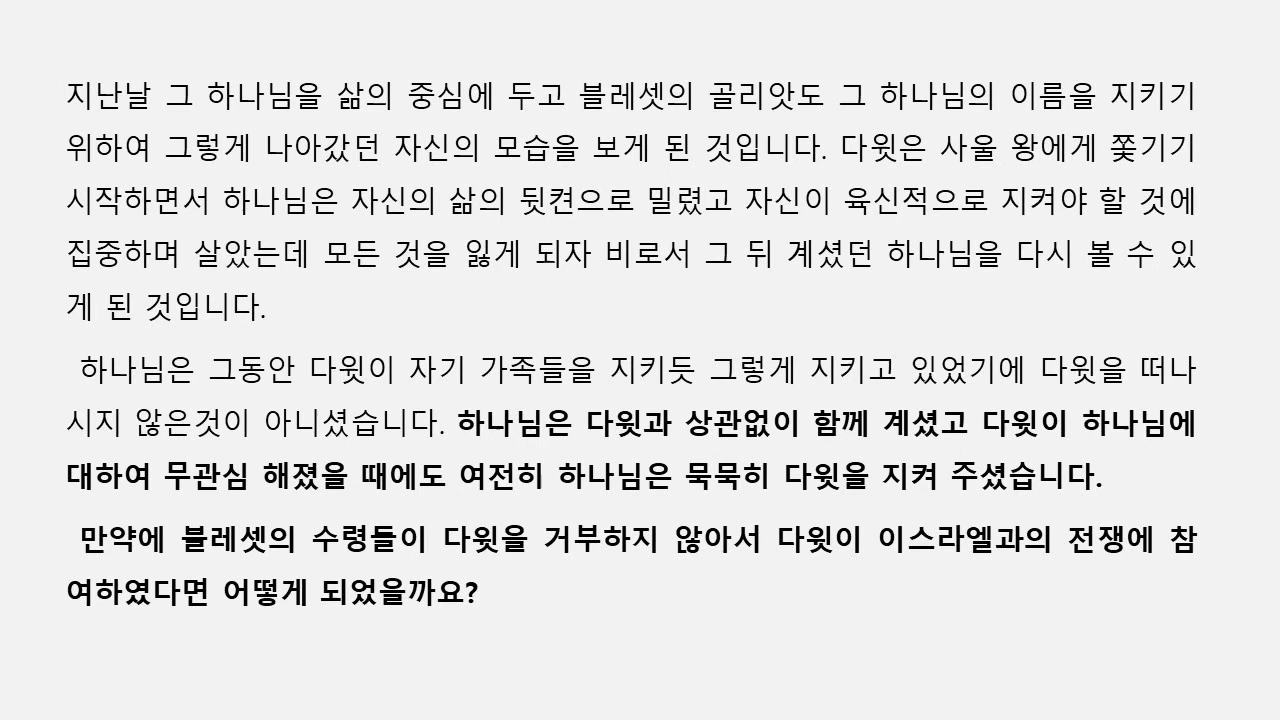 지난날 그 하나님을 삶의 중심에 두고 블레셋의 골리앗도 그 하나님의 이름을 지키기
위하여 그렇게 나아갔던 자신의 모습을 보게 된 것입니다. 다윗은 사울 왕에게 쫓기기
시작하면서 하나님은 자신의 삶의 뒷켠으로 밀렸고 자신이 육신적으로 지켜야 할 것에
집중하며 살았는데 모든 것을 잃게 되자 비로서 그 뒤 계셨던 하나님을 다시 볼 수 있
게 된 것입니다.
하나님은 그동안 다윗이 자기 가족들을 지키듯 그렇게 지키고 있었기에 다윗을 떠나
시지 않은것이 아니셨습니다. 하나님은 다윗과 상관없이 함께 계셨고 다윗이 하나님에
대하여 무관심 해졌을 때에도 여전히 하나님은 묵묵히 다윗을 지켜 주셨습니다.
만약에 블레셋의 수령들이 다윗을 거부하지 않아서 다윗이 이스라엘과의 전쟁에 참
여하였다면 어떻게 되었을까요?